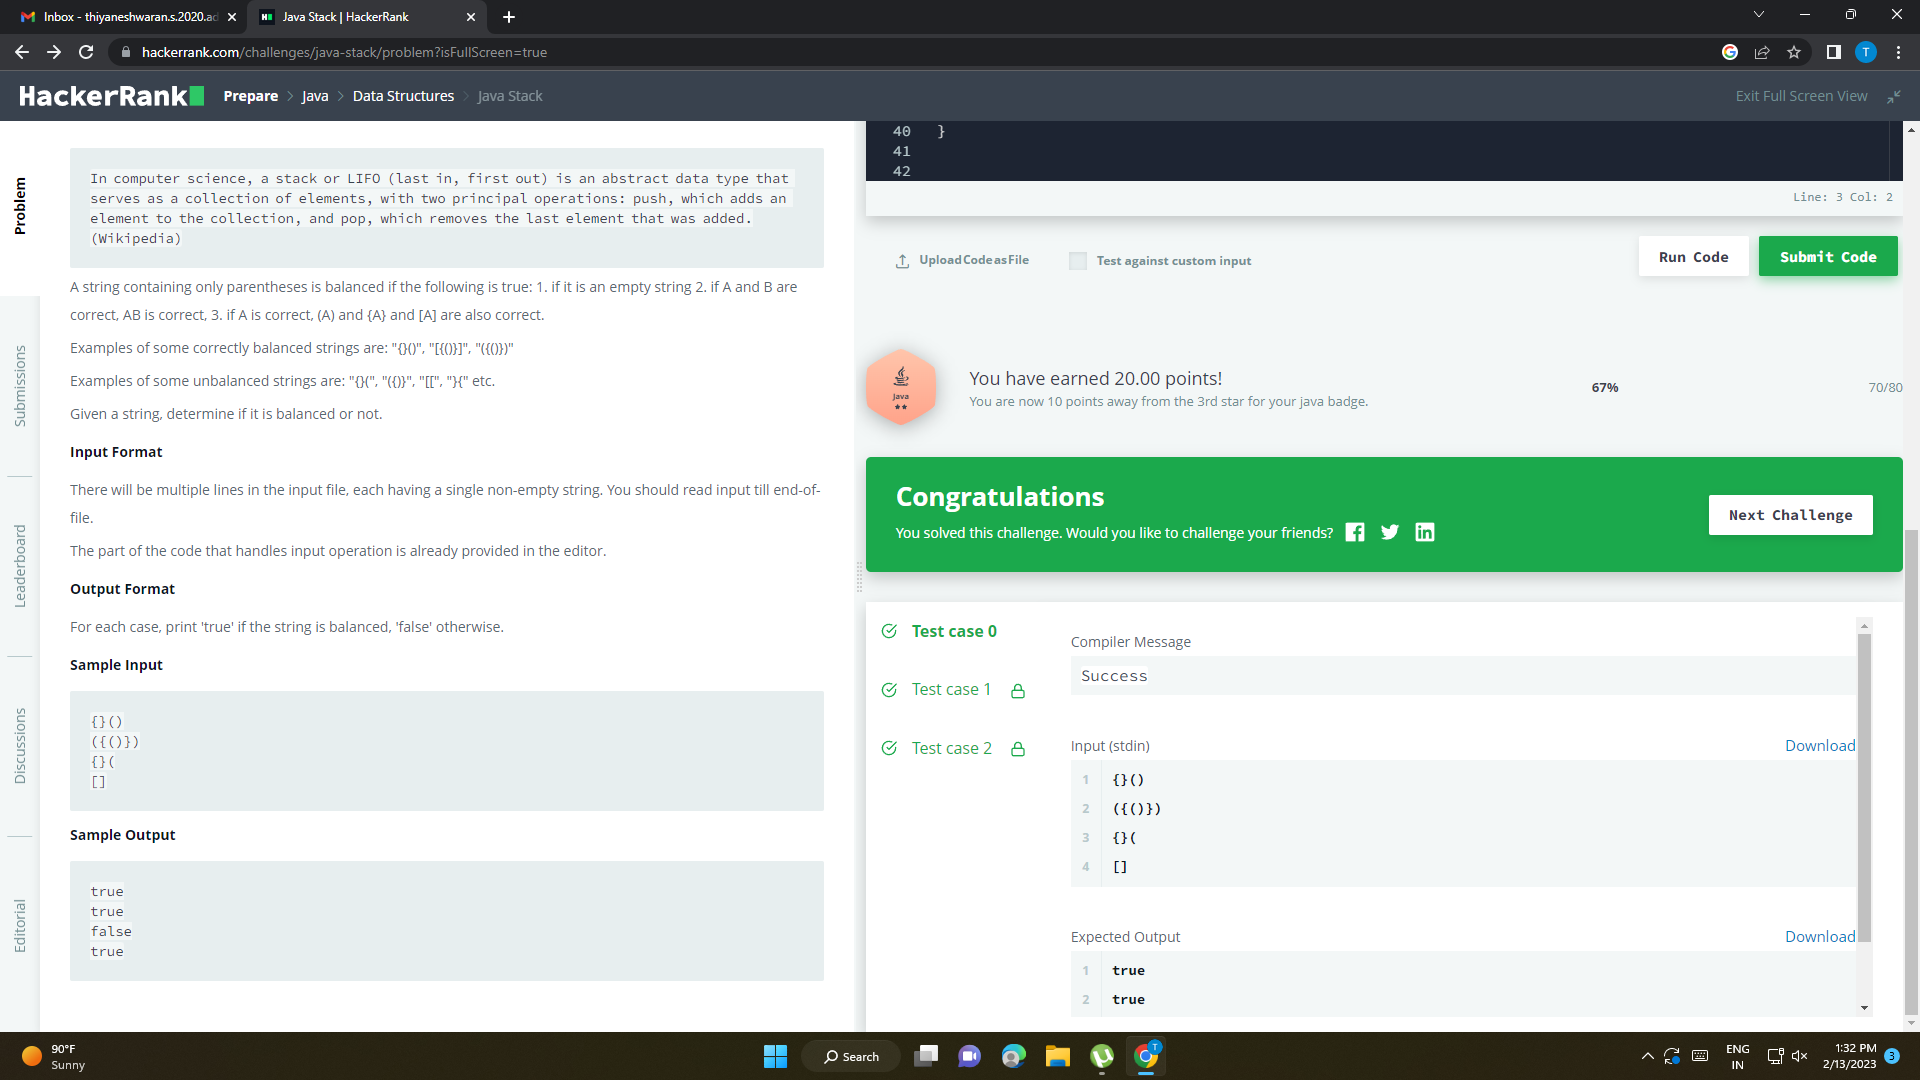 Inbox - thiyaneshwaran.s.2020.ad
Java Stack | HackerRank
hackerrank.com/challenges/java-stack/problem?isFullScreen=true
T
HackerRank
Prepare > Java > Data Structures > Java Stack
Exit Full Screen View
Problem
Submissions
Leaderboard
Discussions
Editorial
In computer science, a stack or LIFO (last in, first out) is an abstract data type that
serves as a collection of elements, with two principal operations: push, which adds an
element to the collection, and pop, which removes the last element that was added.
(Wikipedia)
A string containing only parentheses is balanced if the following is true: 1. if it is an empty string 2. if A and B are
correct, AB is correct, 3. if A is correct, (A) and {A} and [A] are also correct.
Examples of some correctly balanced strings are: "{}()", "[{()}]", "({()})"
Examples of some unbalanced strings are: "{}(", "({)}", "[[", "}{" etc.
Given a string, determine if it is balanced or not.
Input Format
There will be multiple lines in the input file, each having a single non-empty string. You should read input till end-of-
file.
The part of the code that handles input operation is already provided in the editor.
Output Format
For each case, print 'true' if the string is balanced, 'false' otherwise.
Sample Input
{}()
({()})
{}(
[]
Sample Output
true
true
false
true
40 }
41
42
Line: 3 Col: 2
Upload Code as File
Test against custom input
Run Code
Submit Code
Java
You have earned 20.00 points!
You are now 10 points away from the 3rd star for your java badge.
67%
70/80
Congratulations
You solved this challenge. Would you like to challenge your friends?
Next Challenge
Test case 0
Test case 1
Test case 2
Compiler Message
Success
Input (stdin)
Download
1 {}()
2 ({()})
3 {}(
4 []
Expected Output
Download
1 true
2 true
90°F
Sunny
Search
T
ENG
IN
1:32 PM
2/13/2023
3